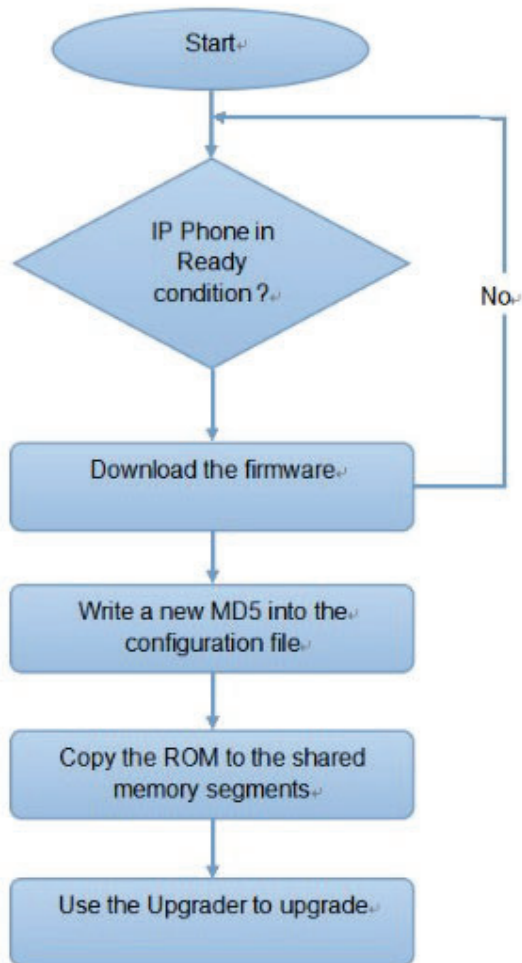 Start
IP Phone in
Ready
condition ?
No
Download the firmware
Write a new MD5 into the
configuration file
Copy the ROM to the shared
memory segments
Use the Upgrader to upgrade